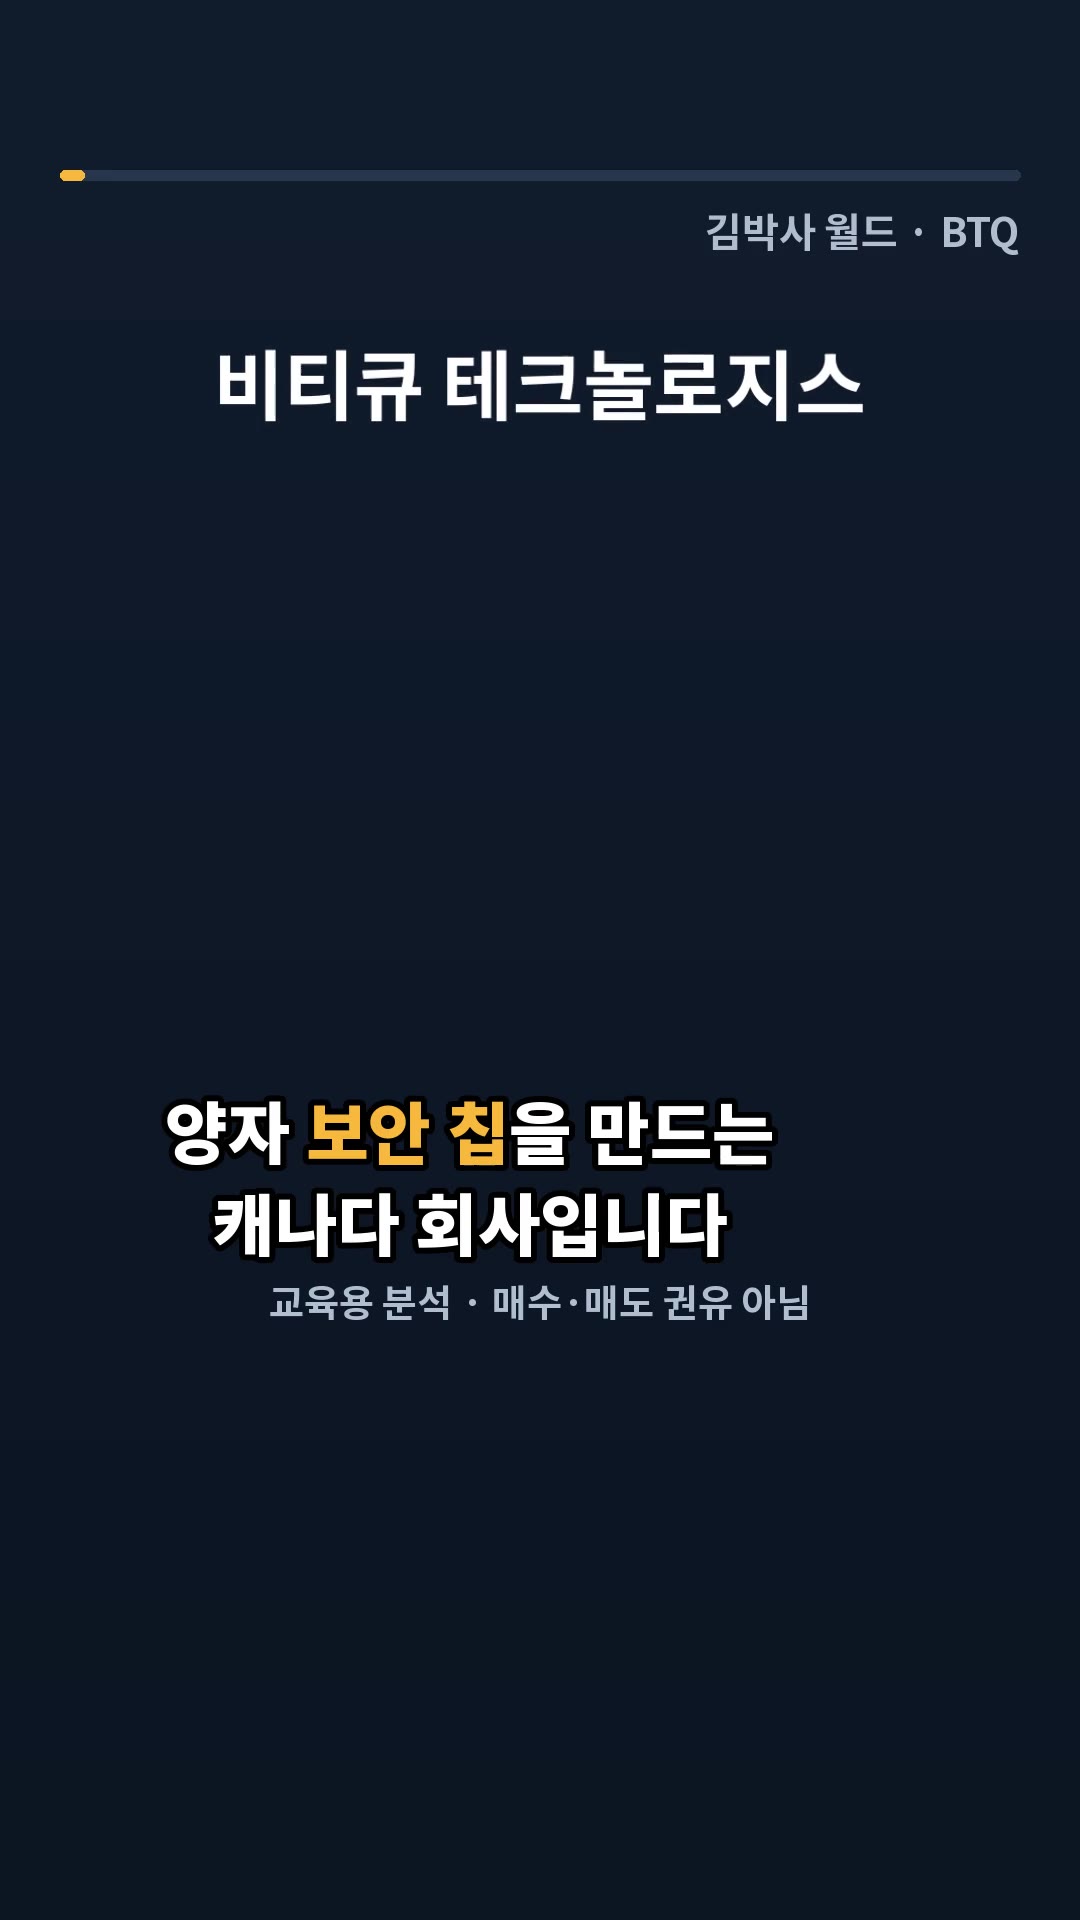 김박사 월드 · BTQ
비티큐 테크놀로지스
양자 보안 칩을 만드는
캐나다 회사입니다
교육용 분석 · 매수·매도 권유 아님